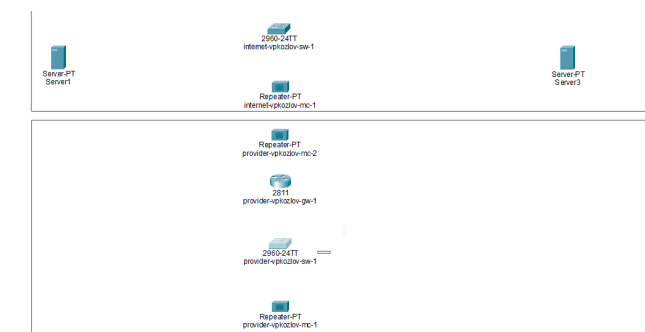 2960-24TT
internet-vpkozlov-sw-1
Server-PT
Server1
Server-PT
Server3
Repeater-PT
internet-vpkozlov-mc-1
Repeater-PT
provider-vpkozlov-mc-2
2811
provider-vpkozlov-gw-1
2960-24TT
provider-vpkozlov-sw-1
Repeater-PT
provider-vpkozlov-mc-1